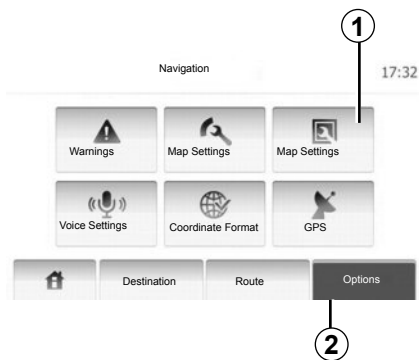 1
Navigation
17:32
Warnings
Map Settings
Map Settings
Voice Settings
Coordinate Format
GPS
Destination
Route
Options
2